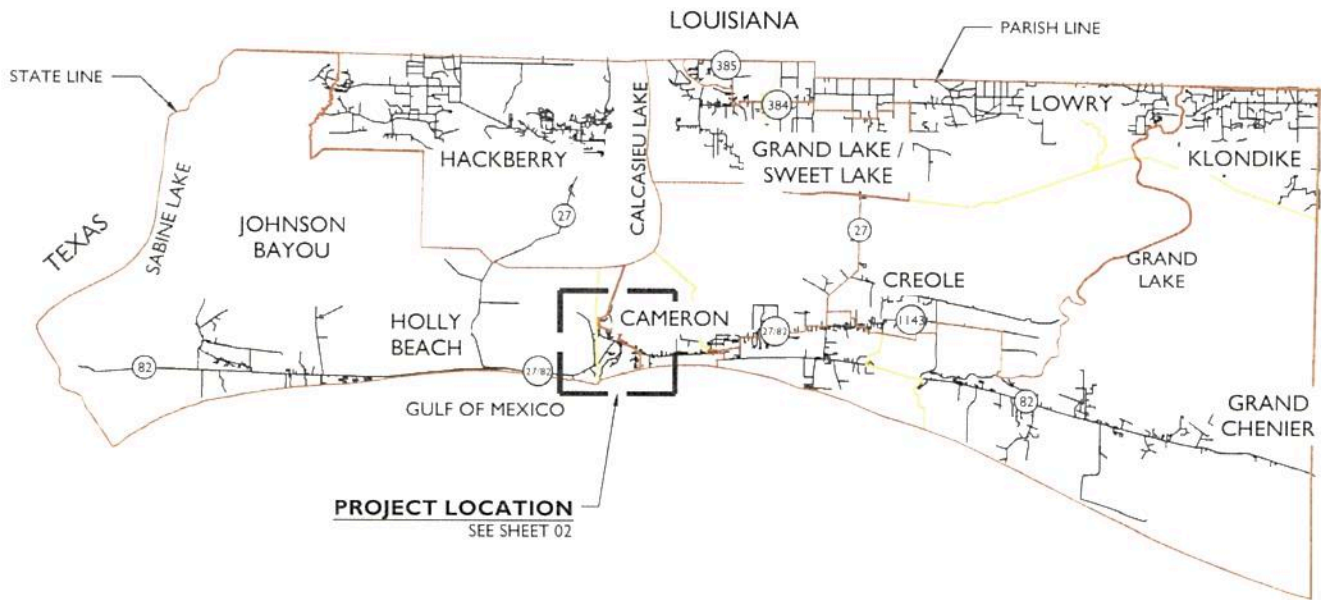 LOUISIANA
PARISH LINE
STATE LINE
385
384
LOWRY
CALCASIEU LAKE
HACKBERRY
GRAND LAKE /
SWEET LAKE
KLONDIKE
TEXAS
SABINE LAKE
JOHNSON
BAYOU
27
27
GRAND
LAKE
CREOLE
HOLLY
BEACH
CAMERON
27/82
1143
82
27/82
GULF OF MEXICO
82
GRAND
CHENIER
PROJECT LOCATION
SEE SHEET 02